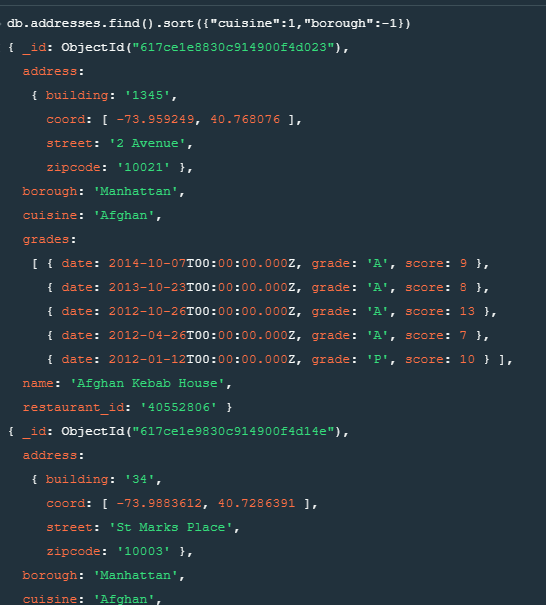 db.addresses.find().sort({"cuisine":1,"borough":-1})
{ _id: ObjectId("617ce1e8830c914900f4d023"),
address:
{ building: '1345',
coord: [ -73.959249, 40.768076 ],
street: '2 Avenue',
zipcode: '10021' },
borough: 'Manhattan',
cuisine: 'Afghan',
grades:
[ { date: 2014-10-07T00:00:00.000Z, grade: 'A', score: 9 },
{ date: 2013-10-23T00:00:00.000Z, grade: 'A', score: 8 },
{ date: 2012-10-26T00:00:00.000Z, grade: 'A', score: 13 },
{ date: 2012-04-26T00:00:00.000Z, grade: 'A', score: 7 },
{ date: 2012-01-12T00:00:00.000Z, grade: 'P', score: 10 } ],
name: 'Afghan Kebab House',
restaurant_id: '40552806' }
{ _id: ObjectId("617ce1e9830c914900f4d14e"),
address:
{ building: '34',
coord: [ -73.9883612, 40.7286391 ],
street: 'St Marks Place',
zipcode: '10003' },
borough: 'Manhattan',
cuisine: 'Afghan',